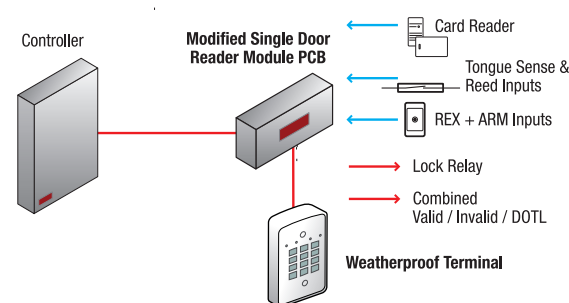 Controller
Modified Single Door
Reader Module PCB
Card Reader
Tongue Sense &
Reed Inputs
REX + ARM Inputs
Lock Relay
Combined
Valid / Invalid / DOTL
Weatherproof Terminal